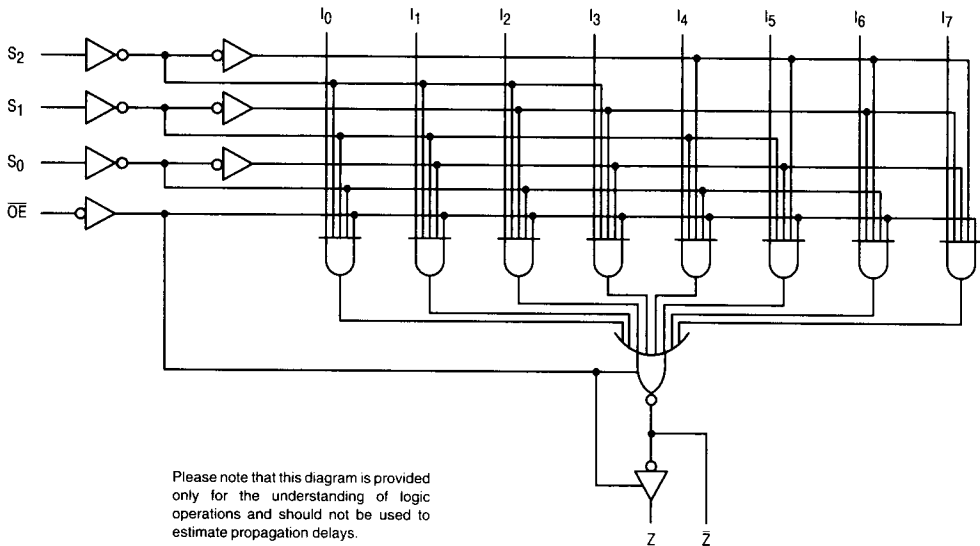 I0 I1 I2 I3 I4 I5 I6 I7
S2
S1
S0
O̅E̅
Please note that this diagram is provided
only for the understanding of logic
operations and should not be used to
estimate propagation delays.
Z Z̅